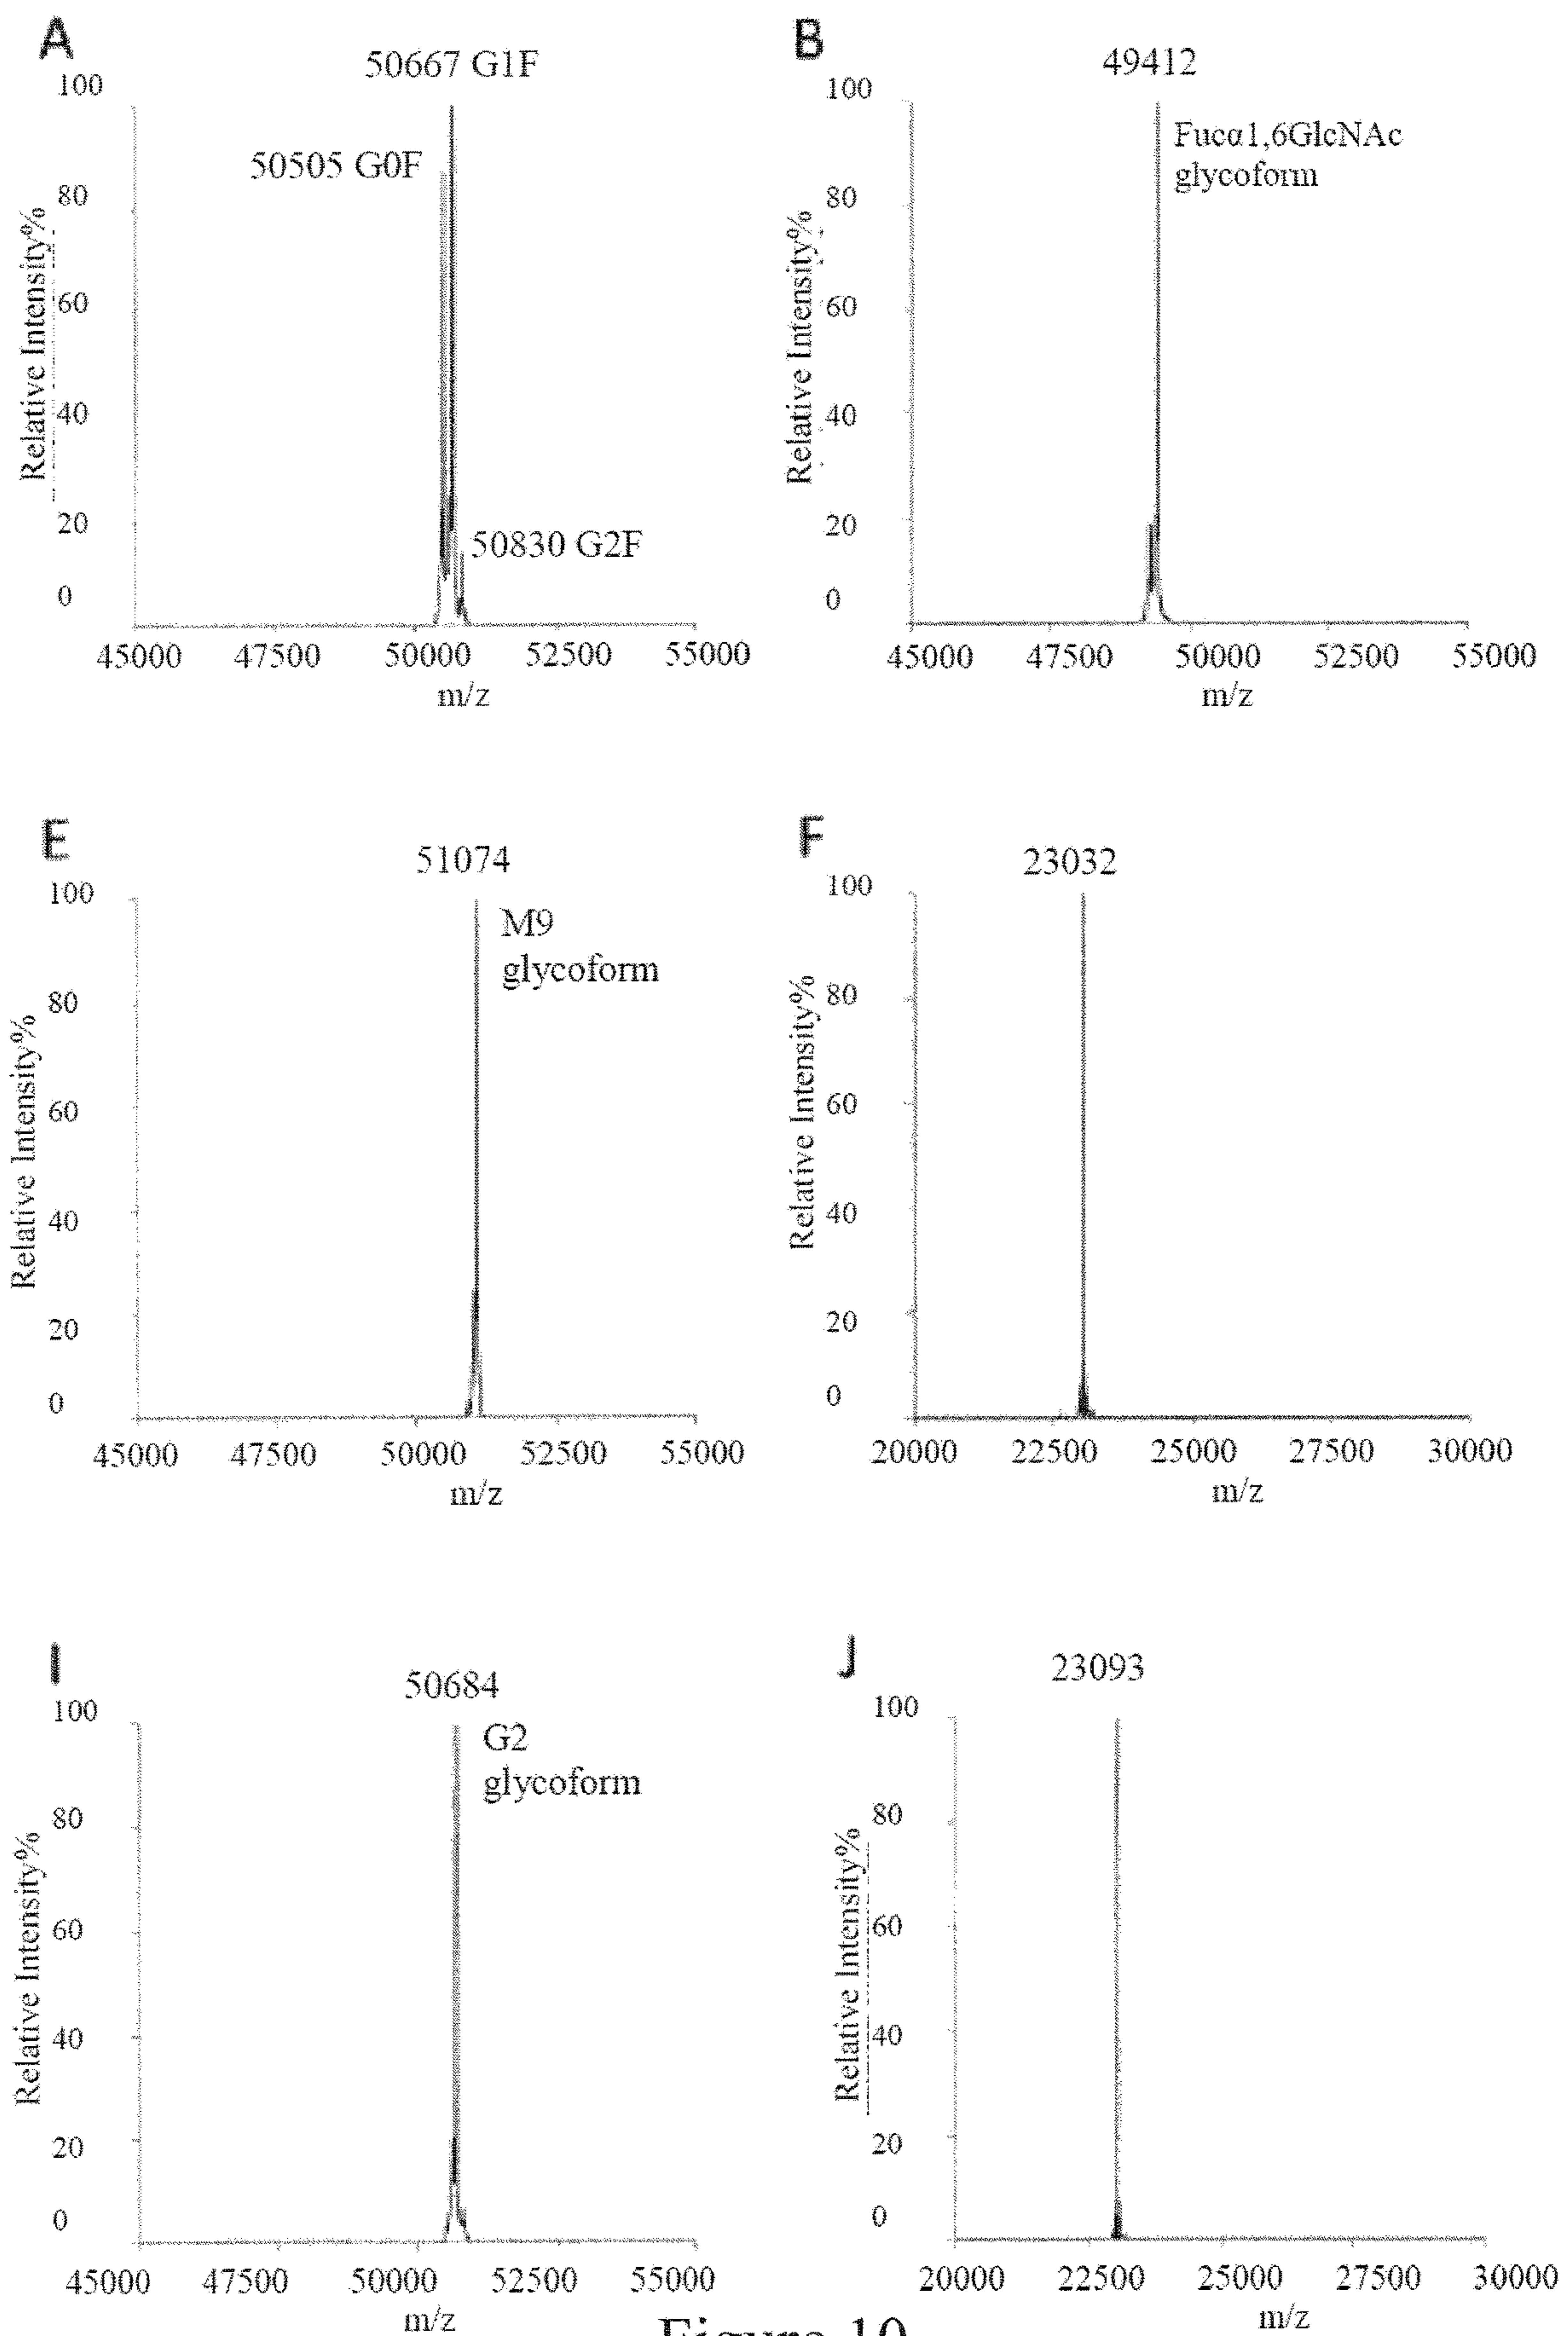 A
50667 G1F
100
50505 G0F
80
60
40
20
50830 G2F
0
Relative Intensity%
45000 47500 50000 52500 55000
m/z
B
49412
100
Fucα1,6GlcNAc
glycoform
80
60
40
20
0
Relative Intensity%
45000 47500 50000 52500 55000
m/z
E
51074
100
M9
glycoform
80
60
40
20
0
Relative Intensity%
45000 47500 50000 52500 55000
m/z
F
23032
100
80
60
40
20
0
Relative Intensity%
20000 22500 25000 27500 30000
m/z
I
50684
100
G2
glycoform
80
60
40
20
0
Relative Intensity%
45000 47500 50000 52500 55000
m/z
J
23093
100
80
60
40
20
0
Relative Intensity%
20000 22500 25000 27500 30000
m/z
Figure 10